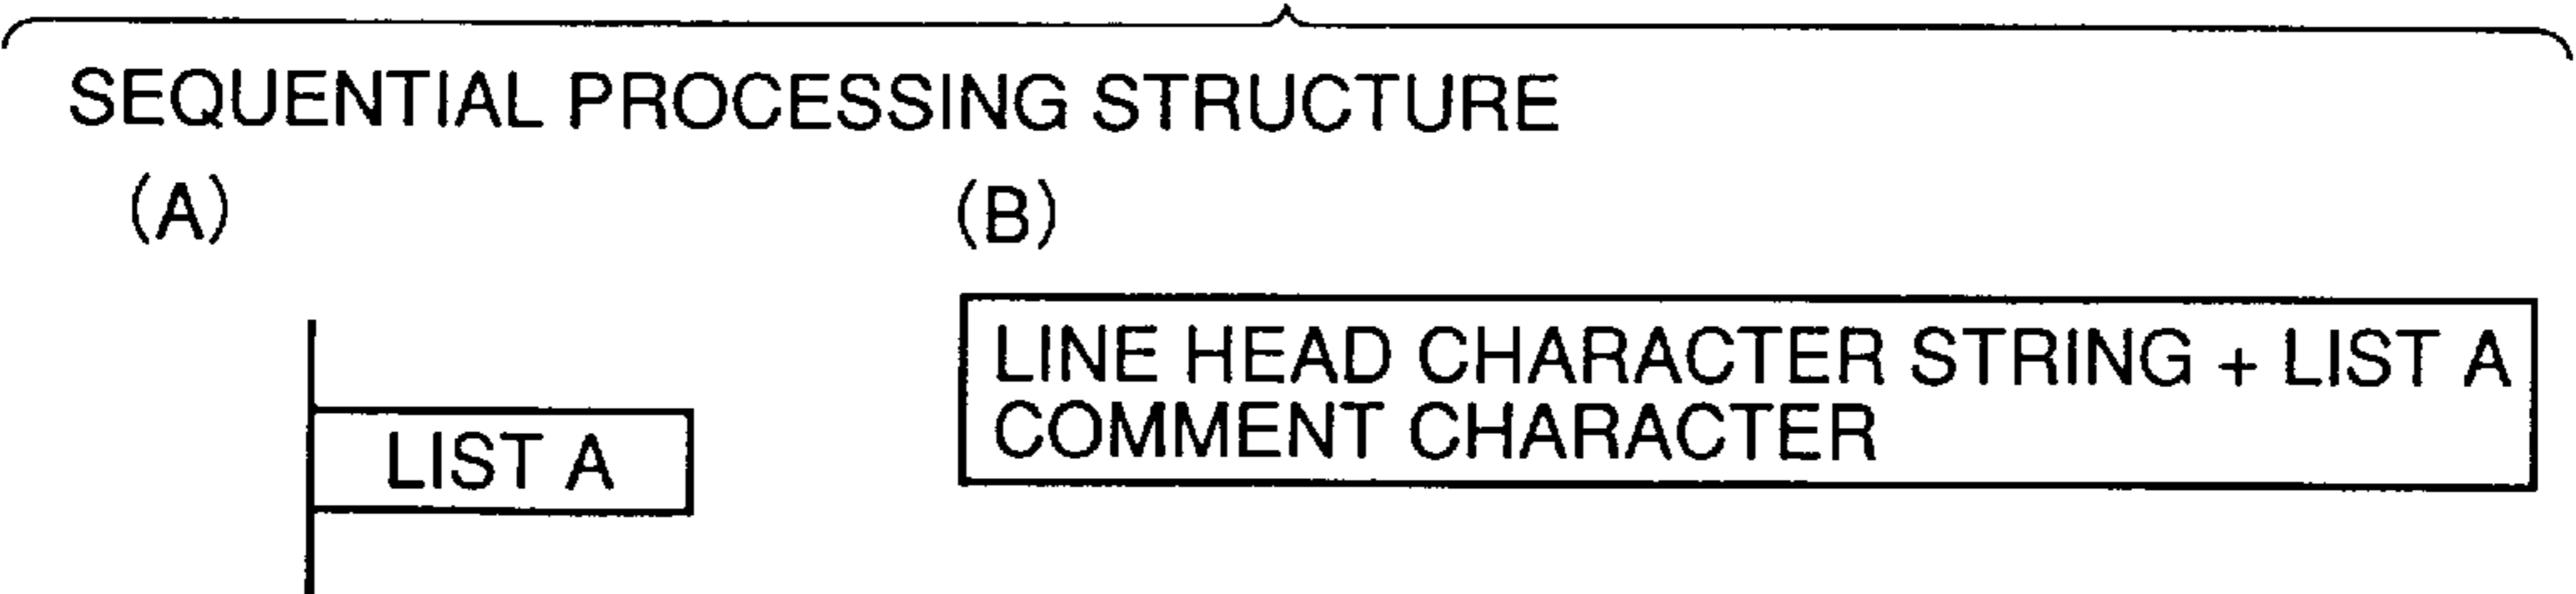 SEQUENTIAL PROCESSING STRUCTURE
(A)
(B)
LIST A
LINE HEAD CHARACTER STRING + LIST A
COMMENT CHARACTER